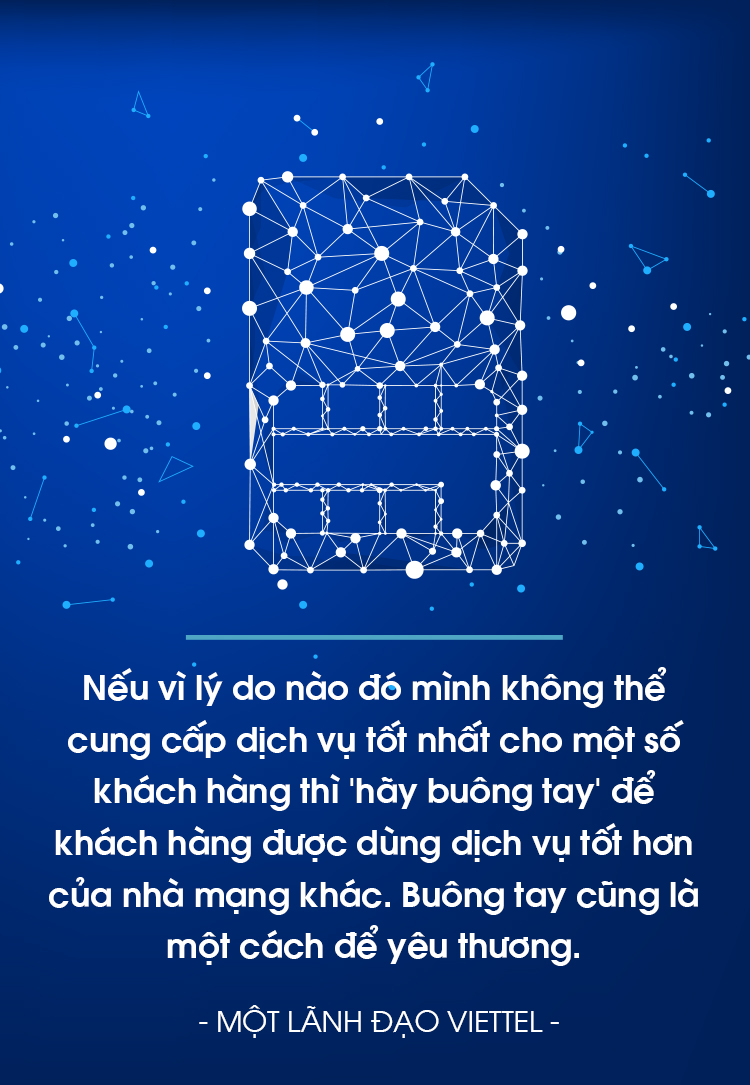 Nếu vì lý do nào đó mình không thể
cung cấp dịch vụ tốt nhất cho một số
khách hàng thì 'hãy buông tay' để
khách hàng được dùng dịch vụ tốt hơn
của nhà mạng khác. Buông tay cũng là
một cách để yêu thương.
- MỘT LÃNH ĐẠO VIETTEL -